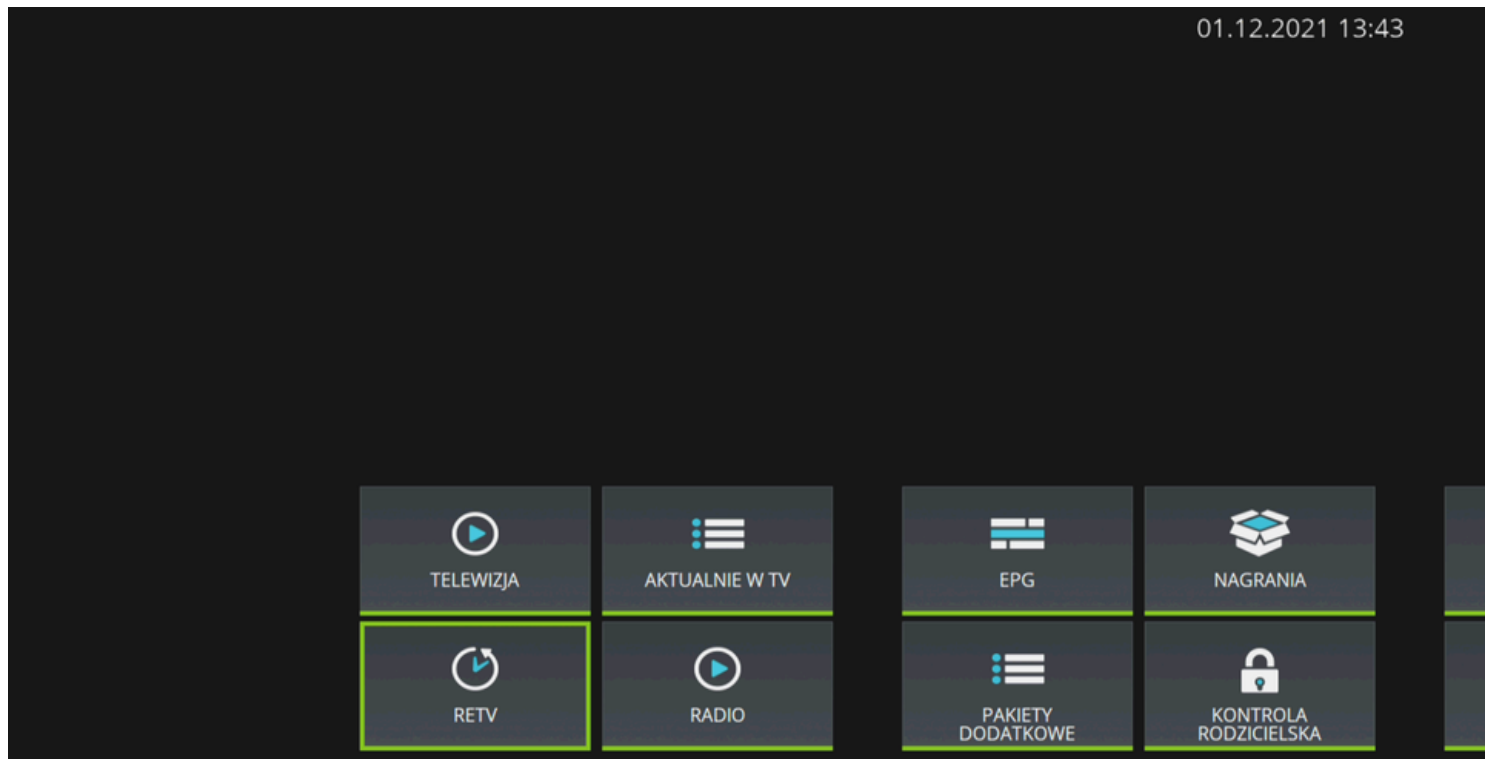 01.12.2021 13:43
TELEWIZJA
AKTUALNIE W TV
EPG
NAGRANIA
RETV
RADIO
PAKIETY
DODATKOWE
KONTROLA
RODZICIELSKA